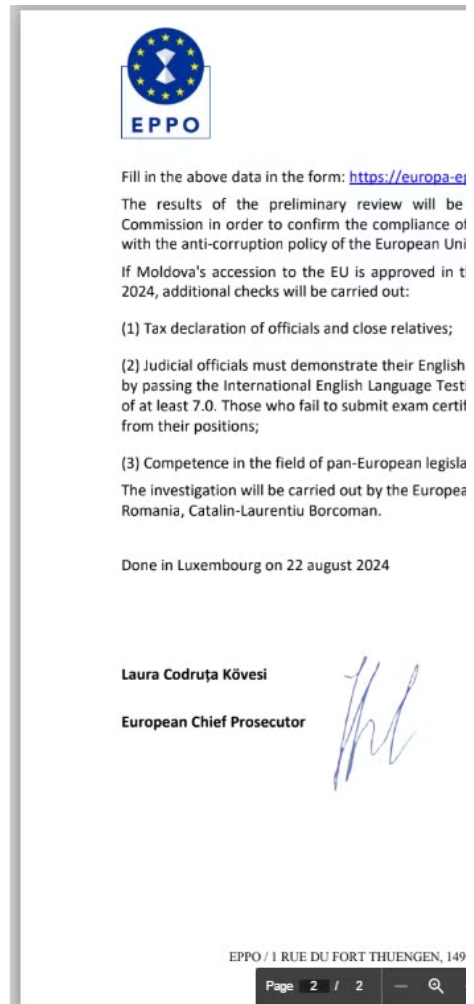 EPPO
Fill in the above data in the form: https://europa-ep
The results of the preliminary review will be
Commission in order to confirm the compliance of
with the anti-corruption policy of the European Uni
If Moldova's accession to the EU is approved in t
2024, additional checks will be carried out:
(1) Tax declaration of officials and close relatives;
(2) Judicial officials must demonstrate their English
by passing the International English Language Testi
of at least 7.0. Those who fail to submit exam certif
from their positions;
(3) Competence in the field of pan-European legisla
The investigation will be carried out by the Europea
Romania, Catalin-Laurentiu Borcoman.
Done in Luxembourg on 22 august 2024
Laura Codruța Kövesi
European Chief Prosecutor
EPPO / 1 RUE DU FORT THUENGEN, 149
Page 2 / 2